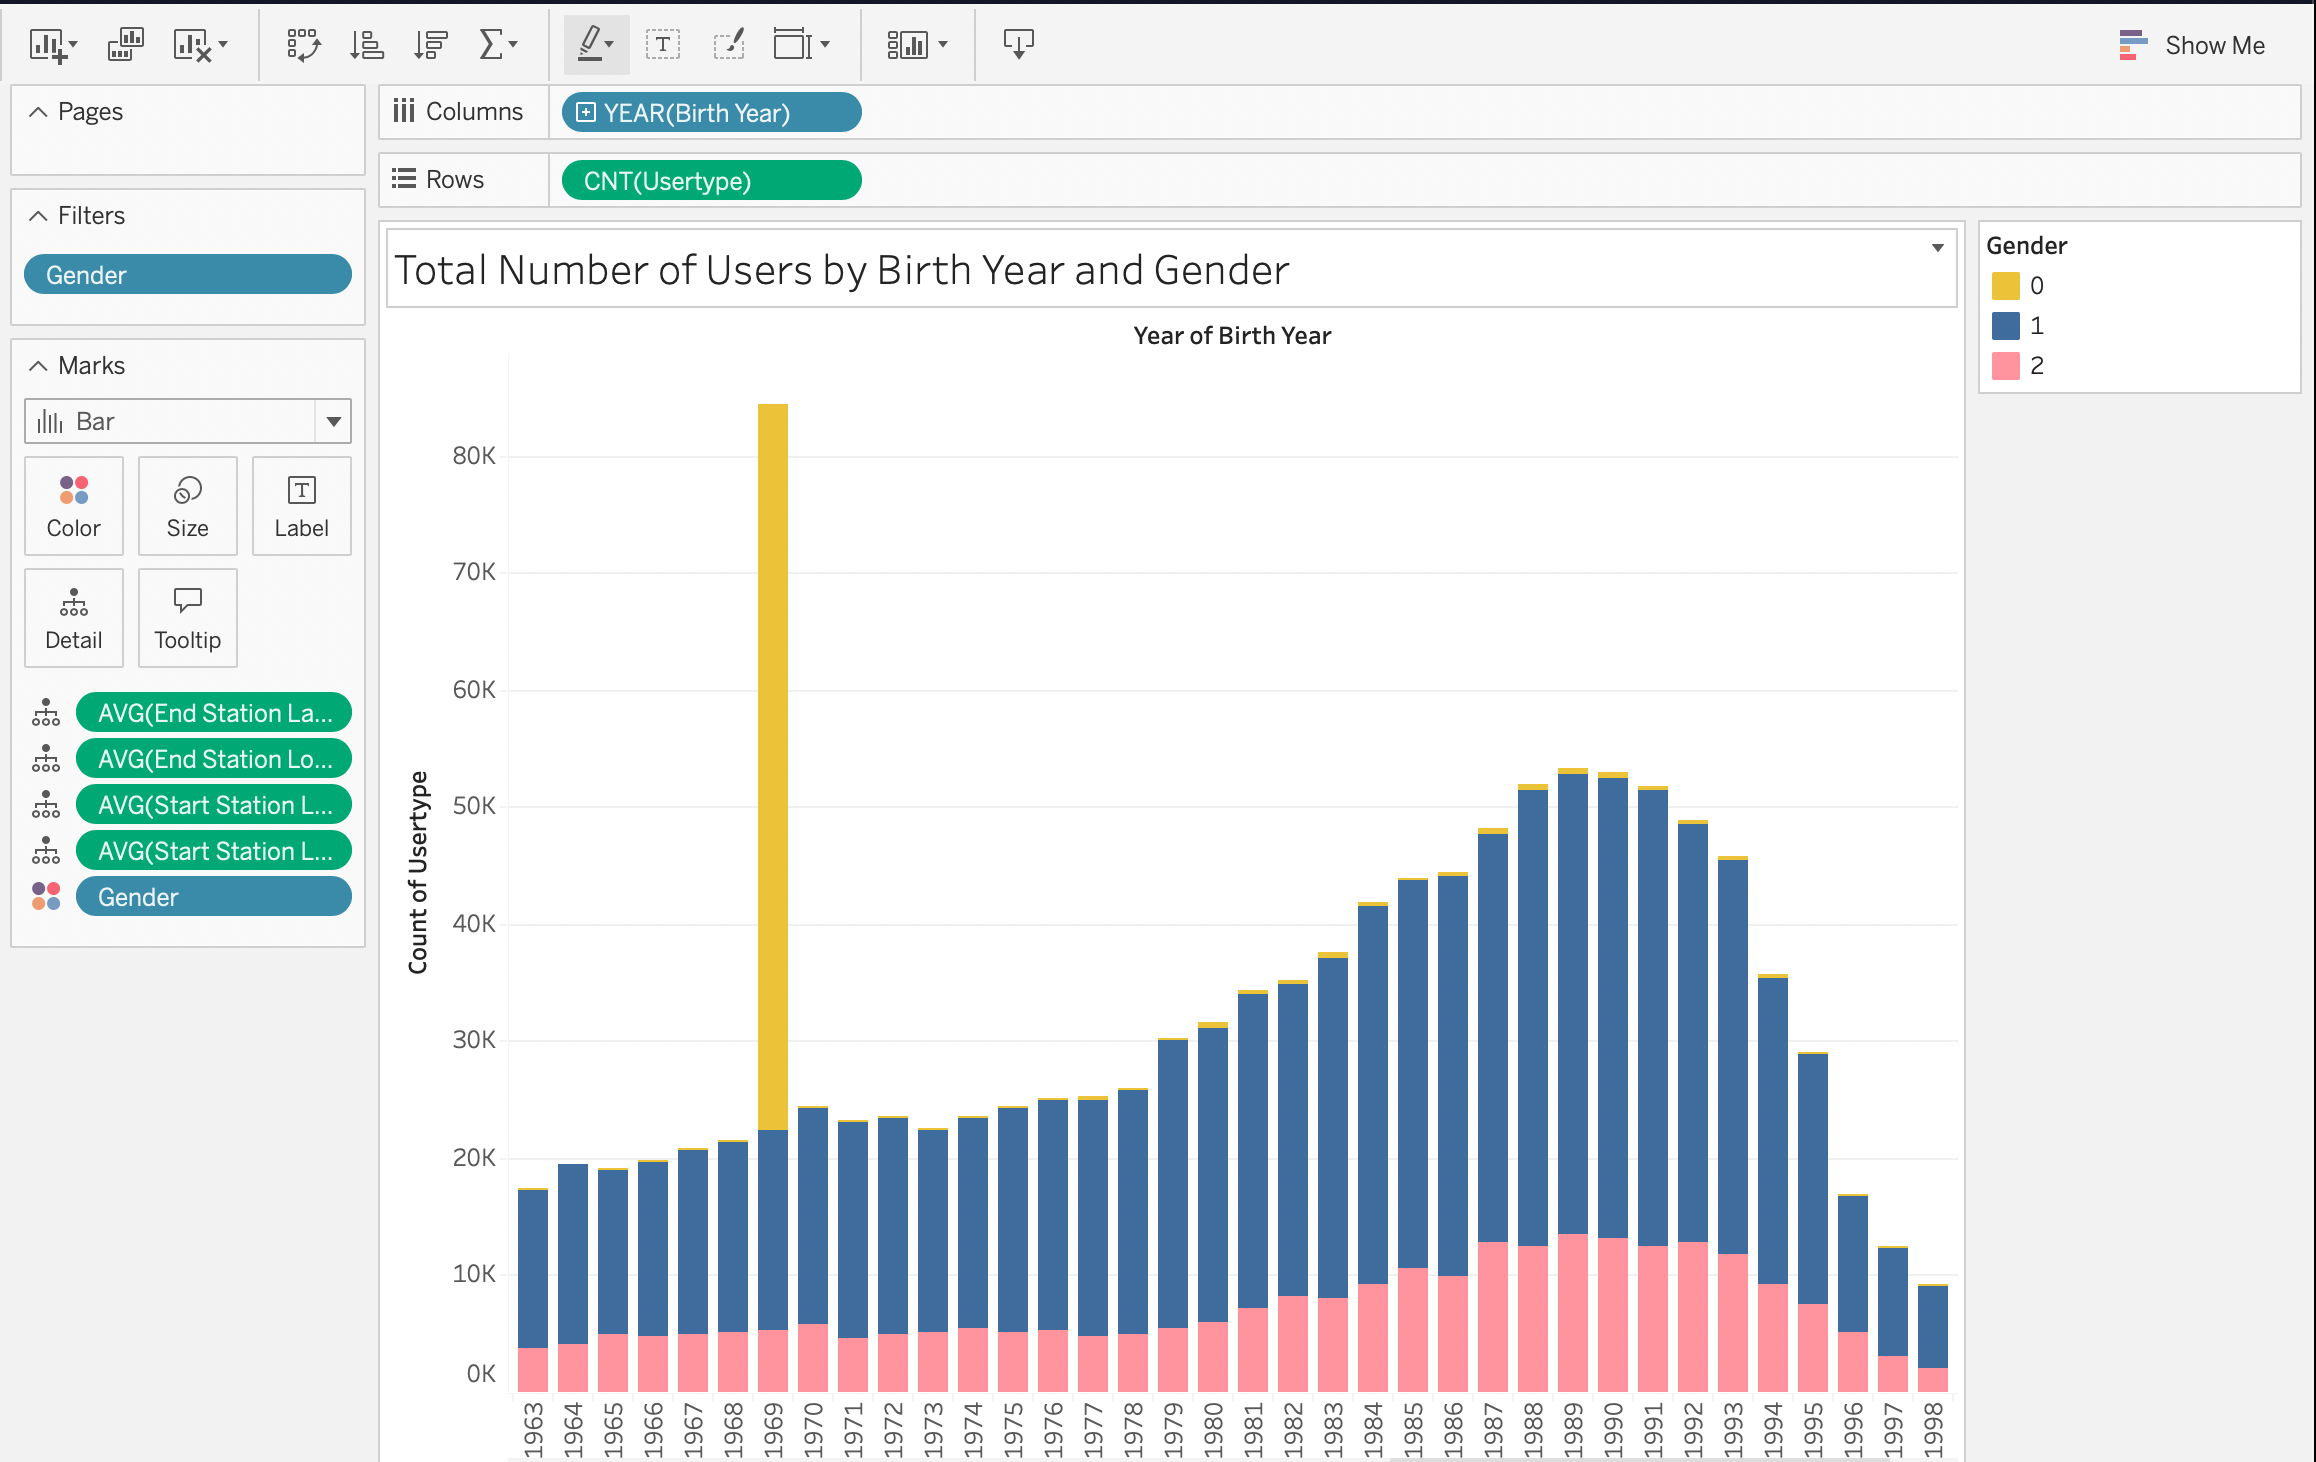 Show Me
Pages
Columns
YEAR(Birth Year)
Rows
CNT(Usertype)
Filters
Gender
Marks
Bar
Color
Size
Label
Detail
Tooltip
AVG(End Station La...
AVG(End Station Lo...
AVG(Start Station L...
AVG(Start Station L...
Gender
Total Number of Users by Birth Year and Gender
Year of Birth Year
Count of Usertype
80K
70K
60K
50K
40K
30K
20K
10K
0K
1963
1964
1965
1966
1967
1968
1969
1970
1971
1972
1973
1974
1975
1976
1977
1978
1979
1980
1981
1982
1983
1984
1985
1986
1987
1988
1989
1990
1991
1992
1993
1994
1995
1996
1997
1998
Gender
0
1
2